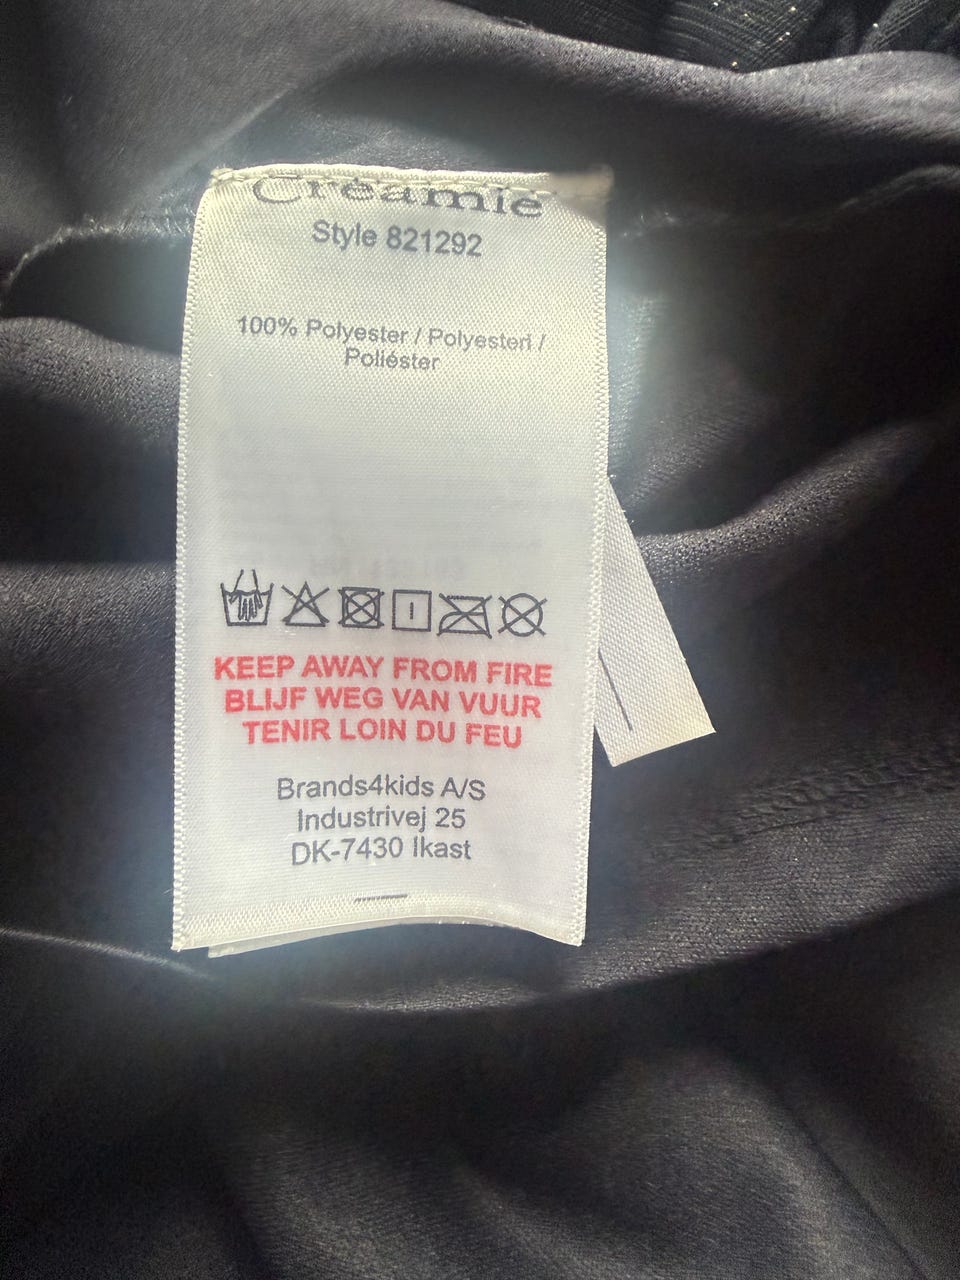 Creamie
Style 821292
100% Polyester / Polyesteri /
Poliéster
KEEP AWAY FROM FIRE
BLIJF WEG VAN VUUR
TENIR LOIN DU FEU
Brands4kids A/S
Industrivej 25
DK-7430 Ikast